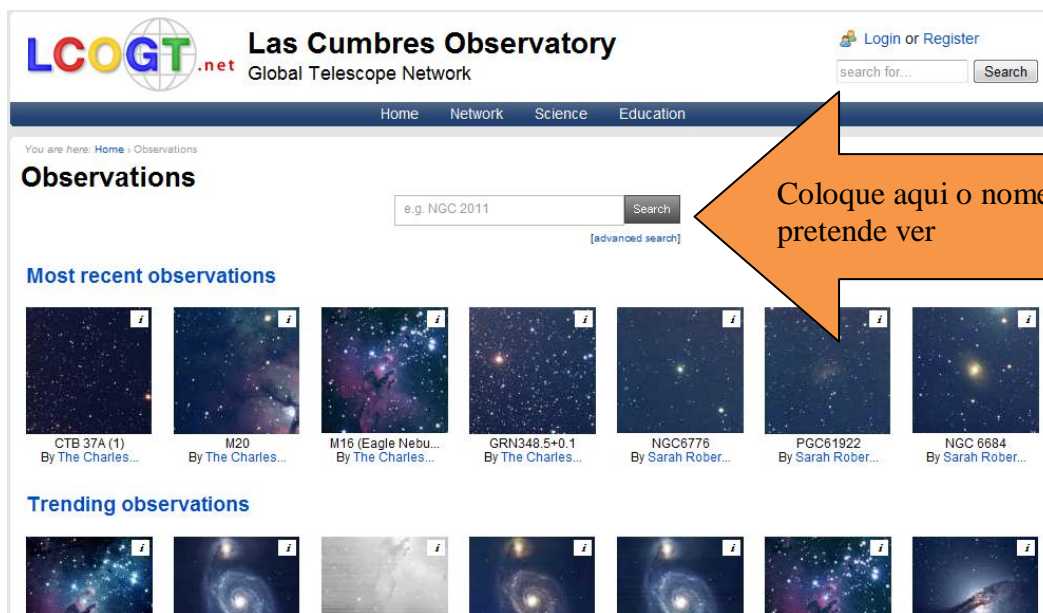 LCOGT.net
Las Cumbres Observatory
Global Telescope Network
Login or Register
search for...
Search
Home Network Science Education
You are here: Home › Observations
Observations
e.g. NGC 2011
Search
[advanced search]
Coloque aqui o nome
pretende ver
Most recent observations
i i i i i i i
CTB 37A (1) M20 M16 (Eagle Nebu... GRN348.5+0.1 NGC6776 PGC61922 NGC 6684
By The Charles... By The Charles... By The Charles... By The Charles... By Sarah Rober... By Sarah Rober... By Sarah Rober...
Trending observations
i i i i i i i